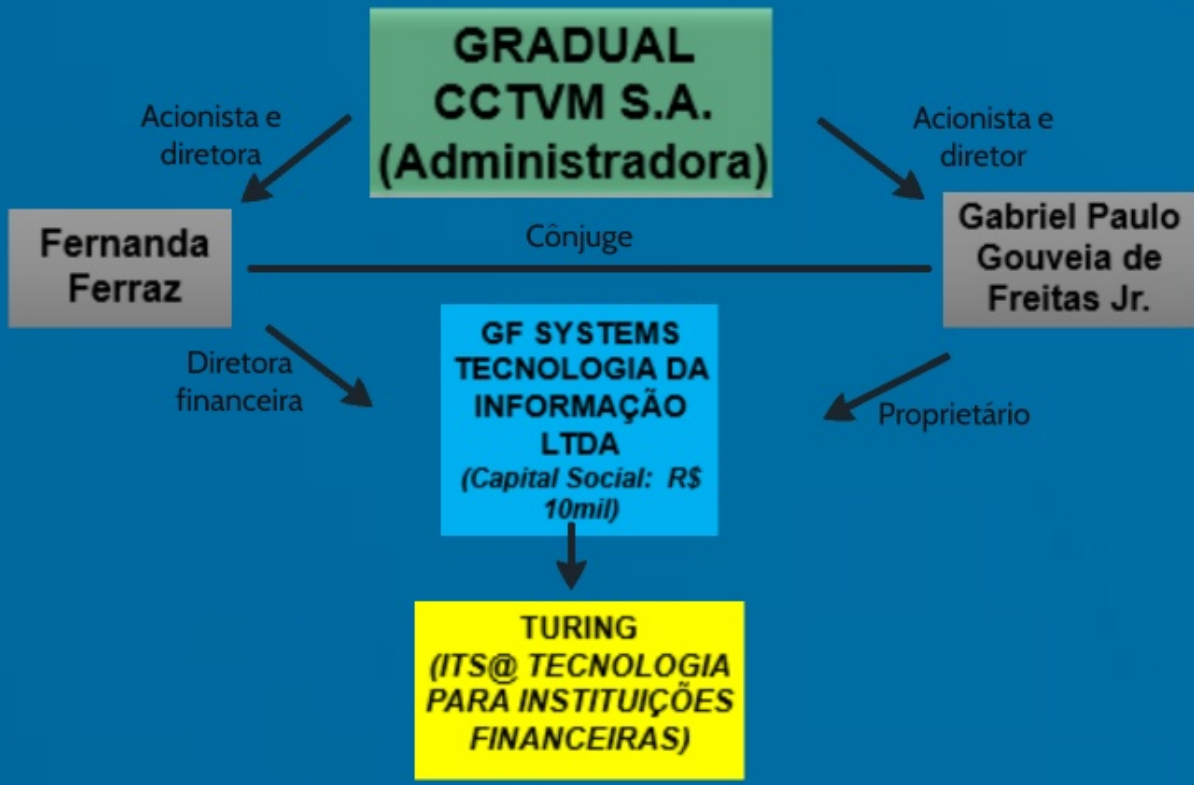 GRADUAL
CCTVM S.A.
(Administradora)
Acionista e
diretora
Acionista e
diretor
Fernanda
Ferraz
Cônjuge
Gabriel Paulo
Gouveia de
Freitas Jr.
Diretora
financeira
GF SYSTEMS
TECNOLOGIA DA
INFORMAÇÃO
LTDA
(Capital Social: R$
10mil)
Proprietário
TURING
(ITS@ TECNOLOGIA
PARA INSTITUIÇÕES
FINANCEIRAS)